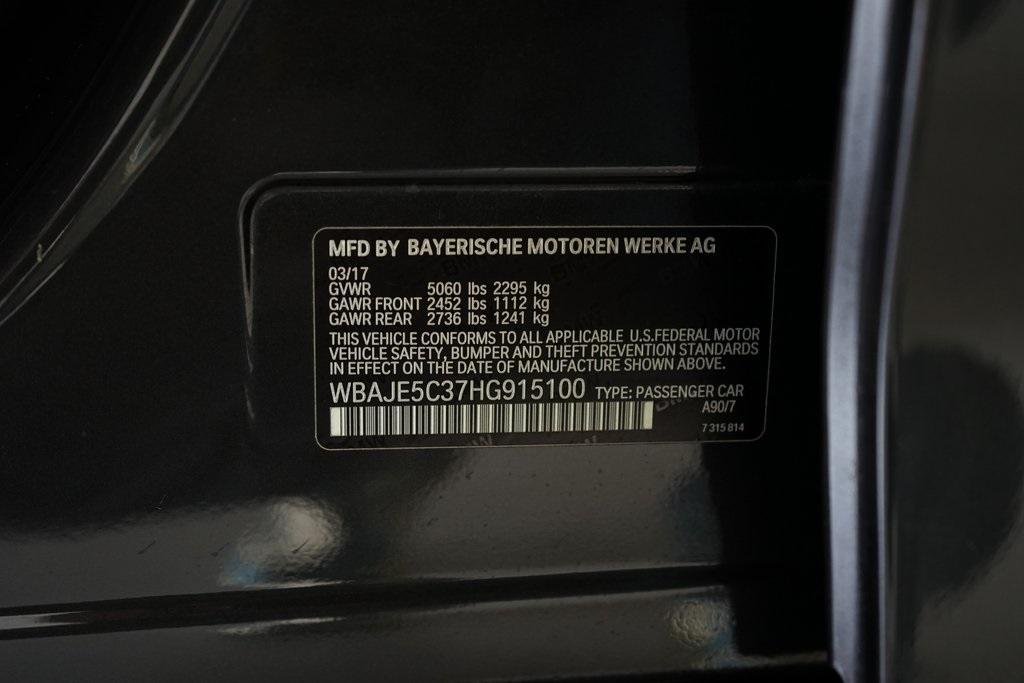 MFD BY BAYERISCHE MOTOREN WERKE AG
03/17
GVWR 5060 lbs 2295 kg
GAWR FRONT 2452 lbs 1112 kg
GAWR REAR 2736 lbs 1241 kg
THIS VEHICLE CONFORMS TO ALL APPLICABLE U.S.FEDERAL MOTOR
VEHICLE SAFETY, BUMPER AND THEFT PREVENTION STANDARDS
IN EFFECT ON THE DATE OF MANUFACTURE SHOWN ABOVE.
WBAJE5C37HG915100 TYPE: PASSENGER CAR
A90/7
7 315 814